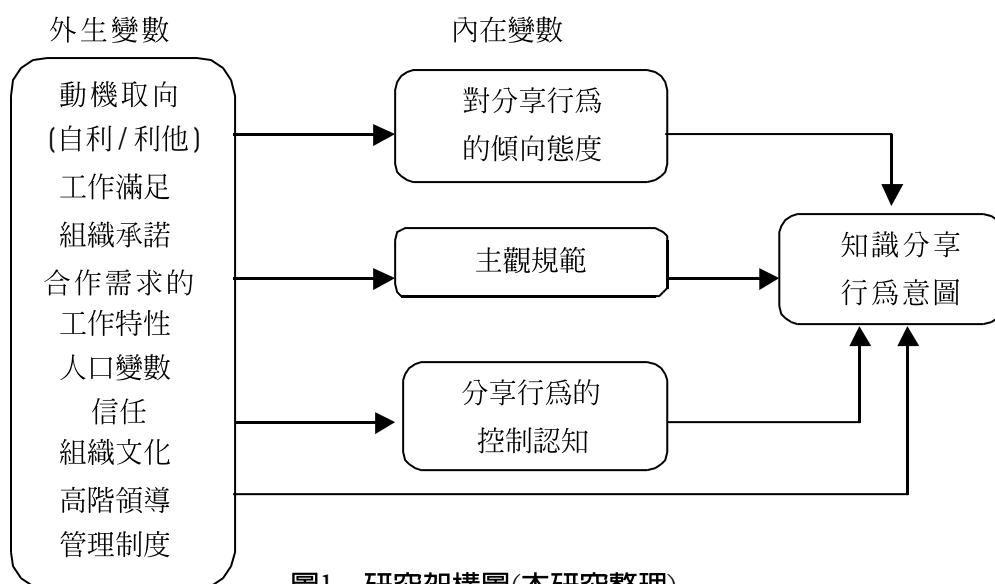 外生變數
內在變數
動機取向
(自利/利他)
工作滿足
組織承諾
合作需求的
工作特性
人口變數
信任
組織文化
高階領導
管理制度
對分享行爲
的傾向態度
主觀規範
分享行爲的
控制認知
知識分享
行爲意圖
圖1 研究架構圖(本研究整理)